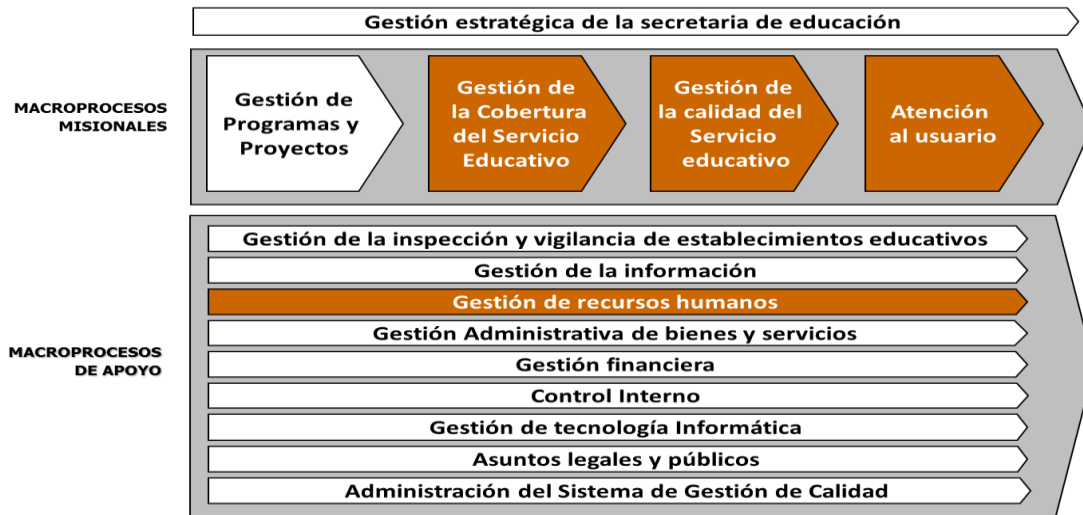 Gestión estratégica de la secretaria de educación
MACROPROCESOS
MISIONALES
Gestión de
Programas y
Proyectos
Gestión de
la Cobertura
del Servicio
Educativo
Gestión de
la calidad del
Servicio
educativo
Atención
al usuario
MACROPROCESOS
DE APOYO
Gestión de la inspección y vigilancia de establecimientos educativos
Gestión de la información
Gestión de recursos humanos
Gestión Administrativa de bienes y servicios
Gestión financiera
Control Interno
Gestión de tecnología Informática
Asuntos legales y públicos
Administración del Sistema de Gestión de Calidad